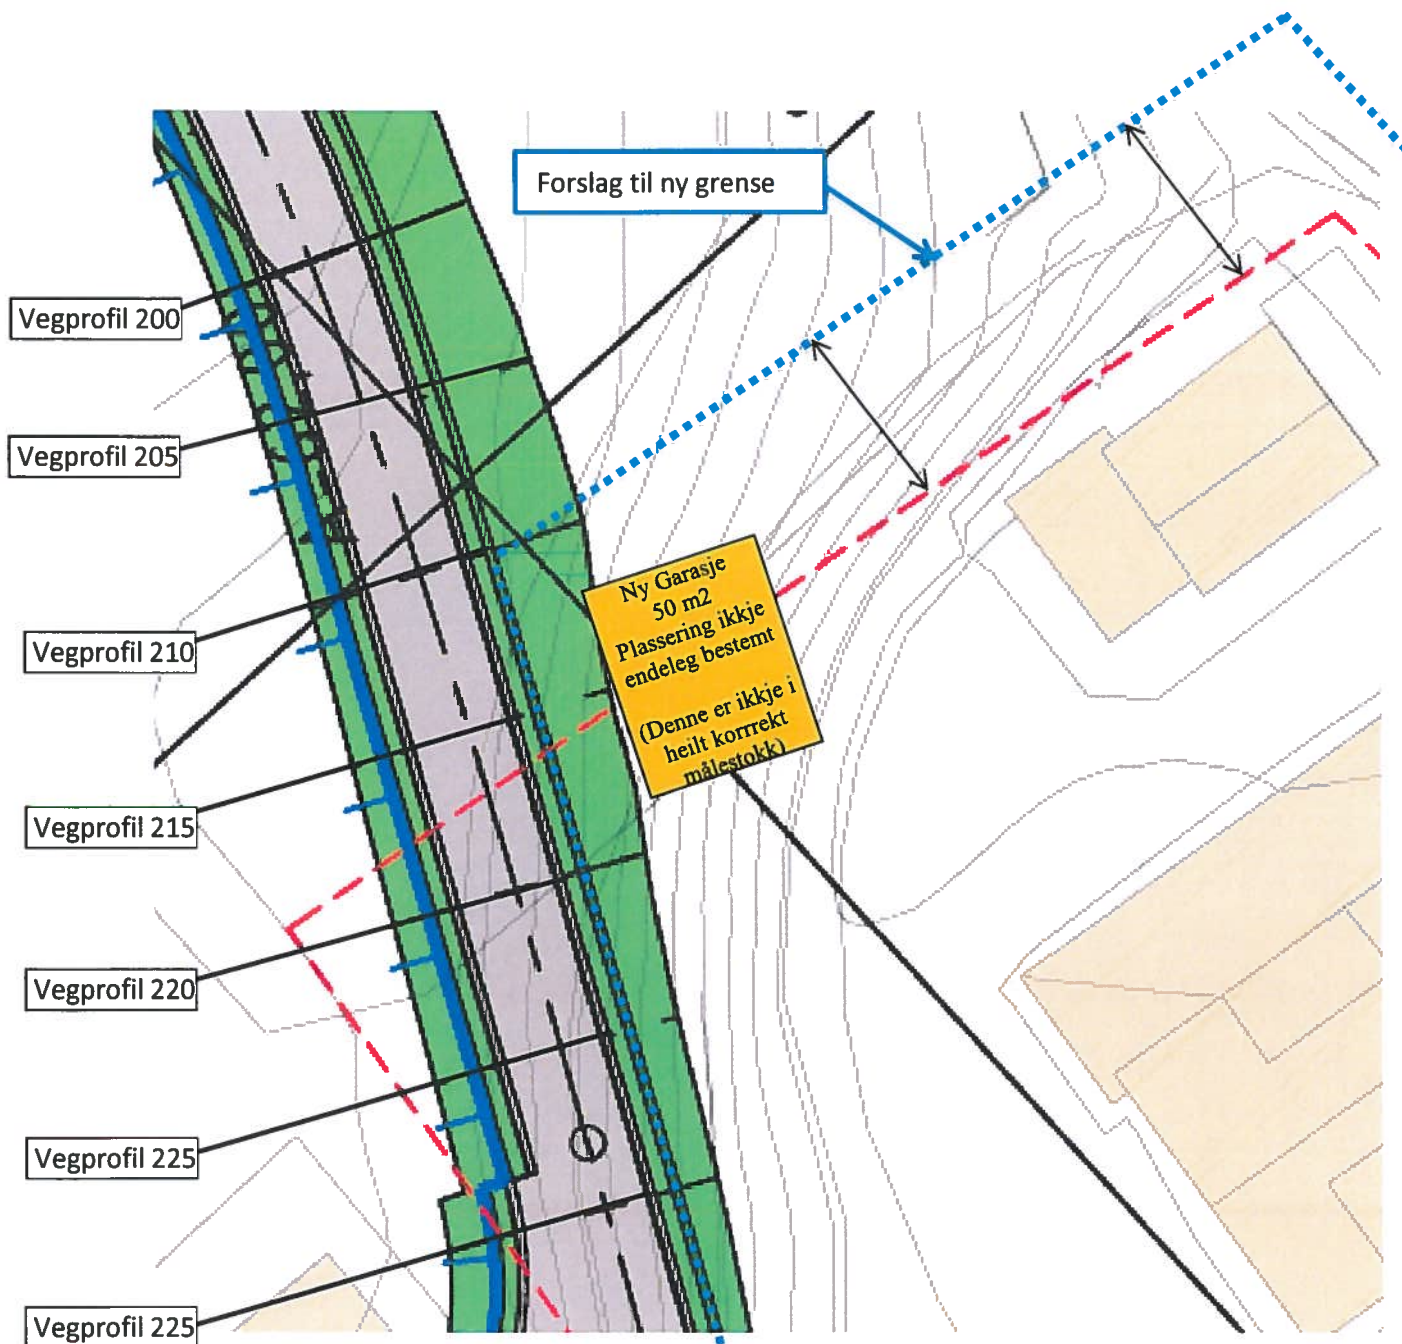 Forslag til ny grense
Vegprofil 200
Vegprofil 205
Vegprofil 210
Vegprofil 215
Vegprofil 220
Vegprofil 225
Vegprofil 225
Ny Garasje
50 m2
Plassering ikkje
endeleg bestemt
(Denne er ikkje i
heilt korrrekt
målestokk)